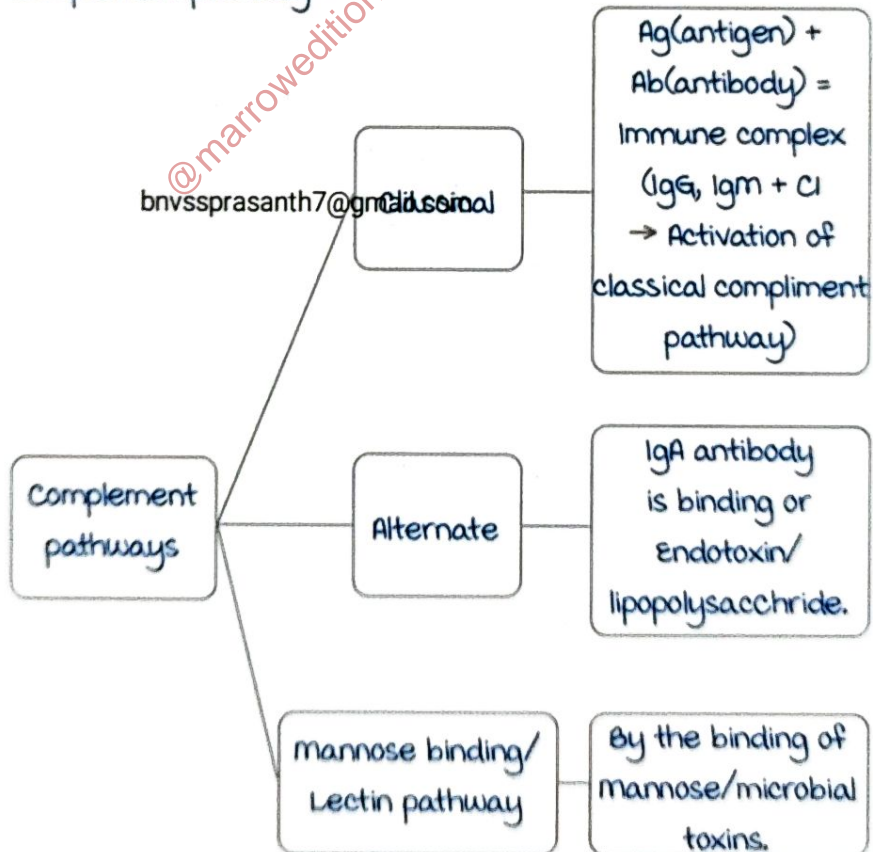 @marrowedition
Ag(antigen) +
Ab(antibody) =
Immune complex
(IgG, Igm + C1
→ Activation of
classical compliment
pathway)
bnvssprasanth7@gmail.com
Classical
Complement
pathways
Alternate
IgA antibody
is binding or
Endotoxin/
lipopolysacchride.
mannose binding/
Lectin pathway
By the binding of
mannose/microbial
toxins.